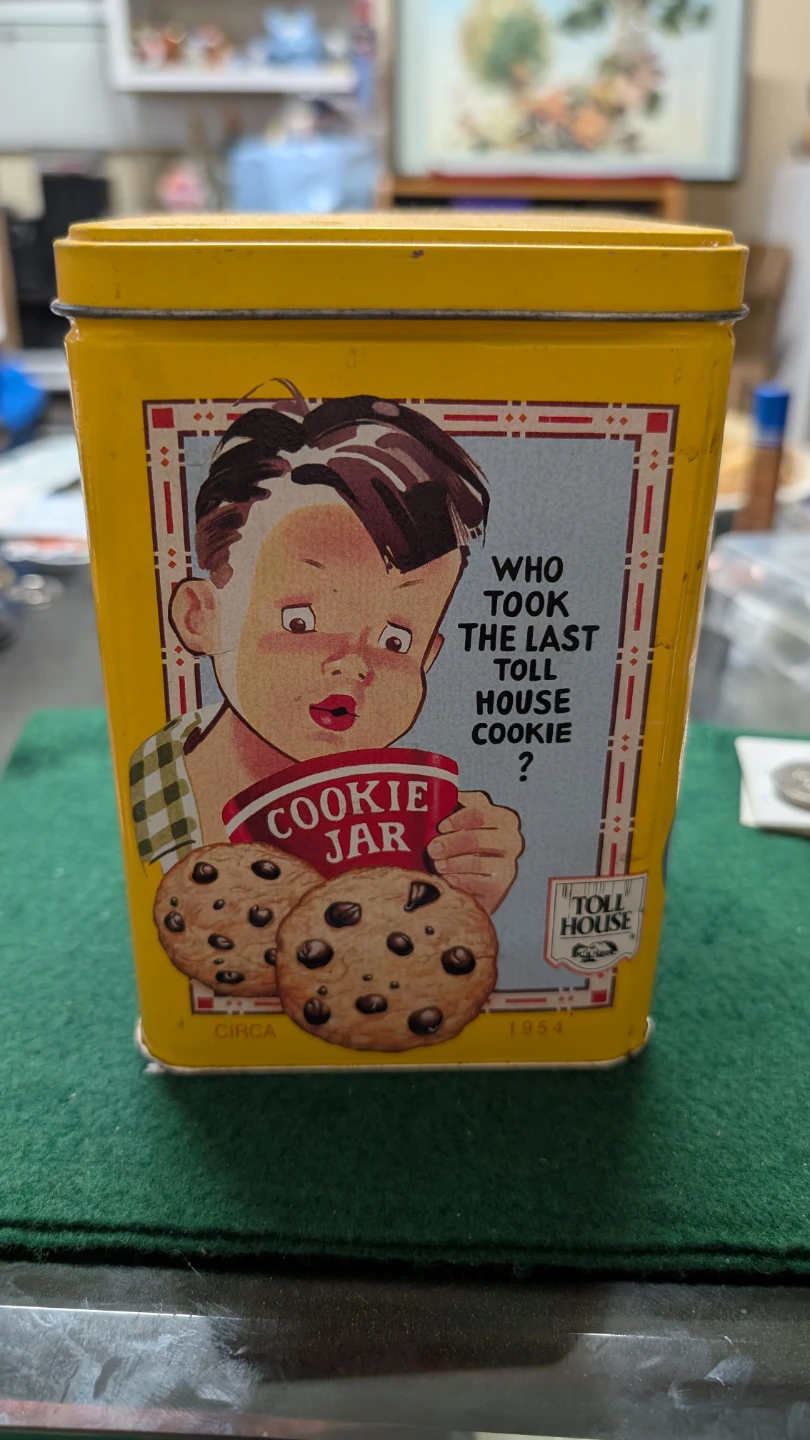 WHO
TOOK
THE LAST
TOLL
HOUSE
COOKIE
?
COOKIE
JAR
TOLL
HOUSE
CIRCA 1954